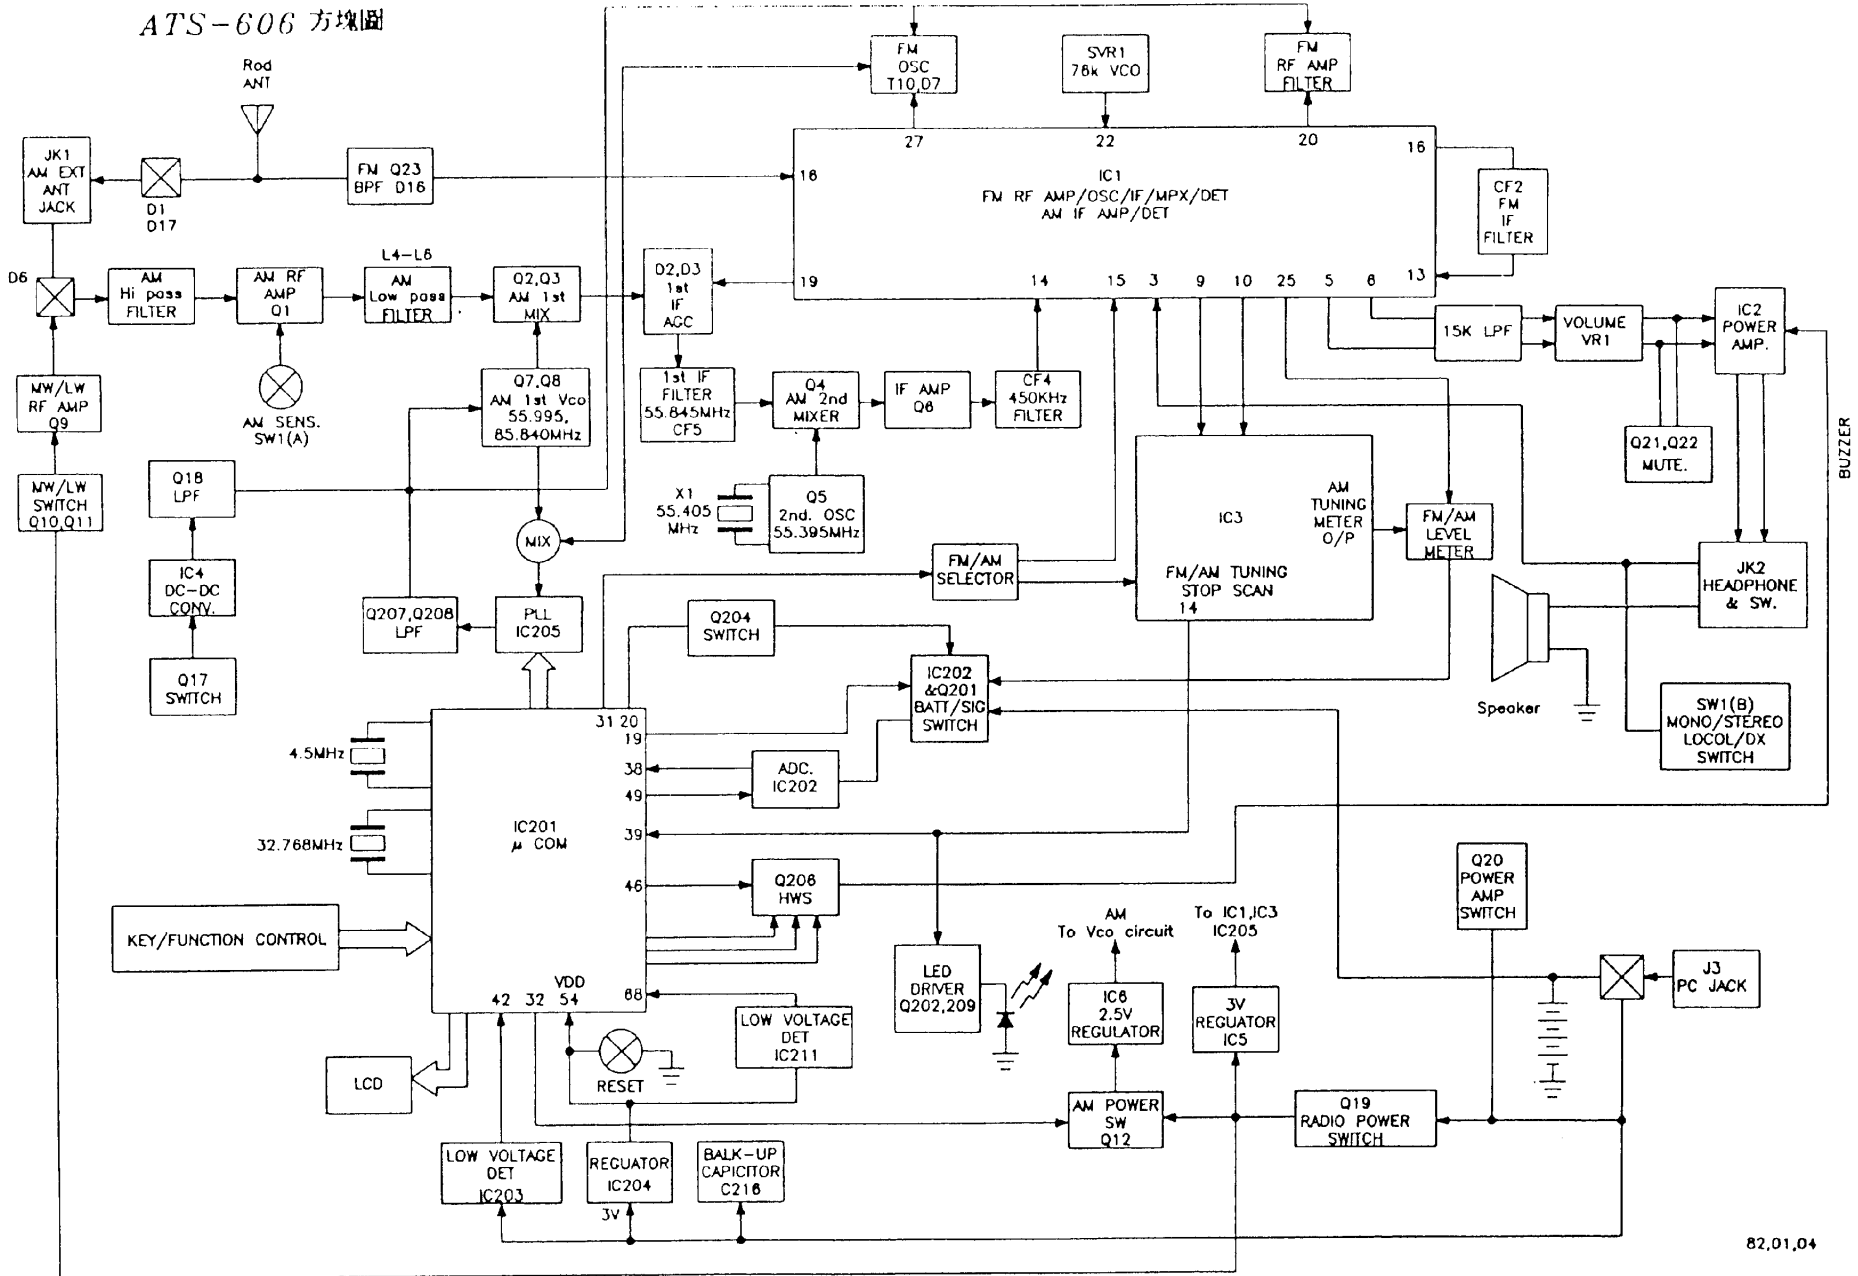 ATS-606 方塊圖
Rod
ANT
JK1
AM EXT
ANT
JACK
D1
D17
FM Q23
BPF D16
FM
OSC
T10,D7
SVR1
76k VCO
FM
RF AMP
FILTER
27
22
20
16
18
IC1
FM RF AMP/OSC/IF/MPX/DET
AM IF AMP/DET
CF2
FM
IF
FILTER
19
14
15
3
9
10
25
5
6
13
D6
AM
Hi pass
FILTER
AM RF
AMP
Q1
L4-L6
AM
Low pass
FILTER
Q2,Q3
AM 1st
MIX
D2,D3
1st
IF
AGC
AM SENS.
SW1(A)
MW/LW
RF AMP
Q9
MW/LW
SWITCH
Q10,Q11
Q7,Q8
AM 1st Vco
55.995,
85.840MHz
1st IF
FILTER
55.845MHz
CF5
Q4
AM 2nd
MIXER
IF AMP
Q6
CF4
450KHz
FILTER
15K LPF
VOLUME
VR1
IC2
POWER
AMP.
Q21,Q22
MUTE.
BUZZER
Q18
LPF
X1
55.405
MHz
Q5
2nd. OSC
55.395MHz
IC4
DC-DC
CONV.
Q17
SWITCH
MIX
Q207,Q208
LPF
PLL
IC205
FM/AM
SELECTOR
IC3
AM
TUNING
METER
O/P
FM/AM TUNING
STOP SCAN
14
FM/AM
LEVEL
METER
JK2
HEADPHONE
& SW.
Speaker
SW1(B)
MONO/STEREO
LOCOL/DX
SWITCH
Q204
SWITCH
IC202
&Q201
BATT/SIG
SWITCH
4.5MHz
32.768MHz
31 20
19
38
49
39
46
68
IC201
μ COM
ADC.
IC202
Q206
HWS
KEY/FUNCTION CONTROL
VDD
42 32 54
LCD
RESET
LOW VOLTAGE
DET
IC211
LED
DRIVER
Q202,209
AM
To Vco circuit
To IC1,IC3
IC205
IC6
2.5V
REGULATOR
3V
REGUATOR
IC5
Q20
POWER
AMP
SWITCH
J3
PC JACK
AM POWER
SW
Q12
Q19
RADIO POWER
SWITCH
LOW VOLTAGE
DET
IC203
REGUATOR
IC204
3V
BALK-UP
CAPICITOR
C216
82,01,04